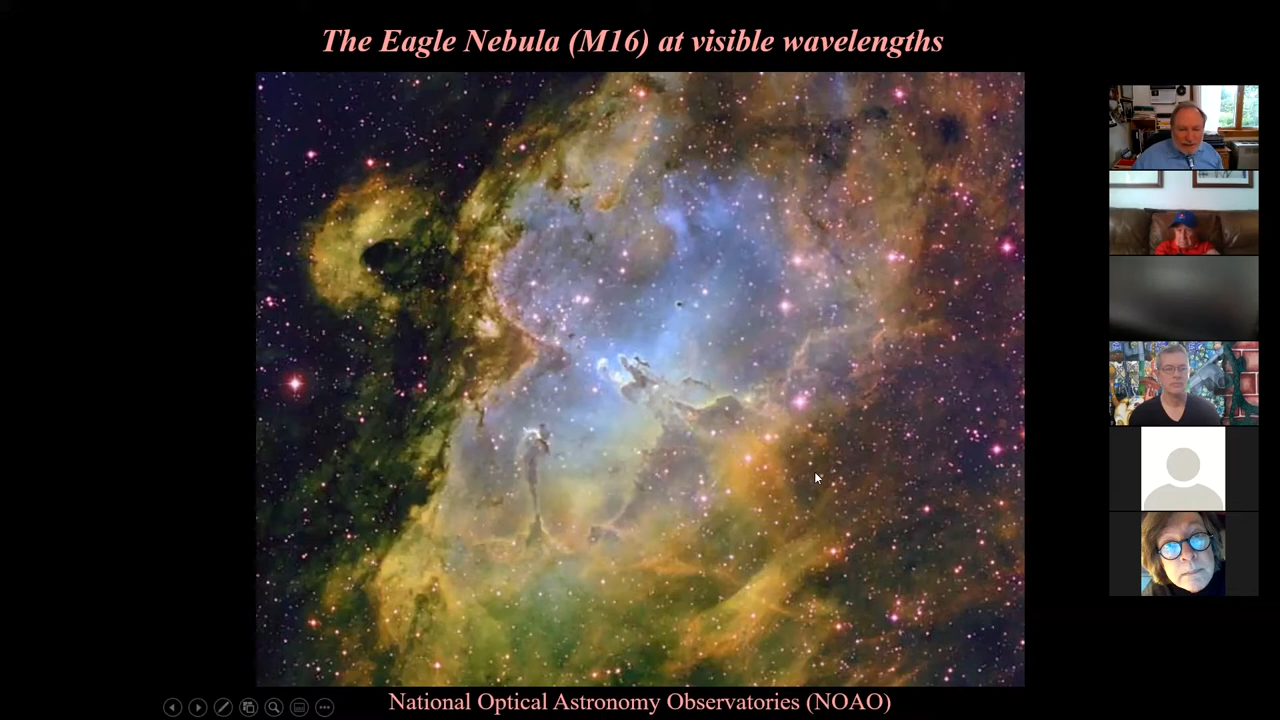 The Eagle Nebula (M16) at visible wavelengths
National Optical Astronomy Observatories (NOAO)